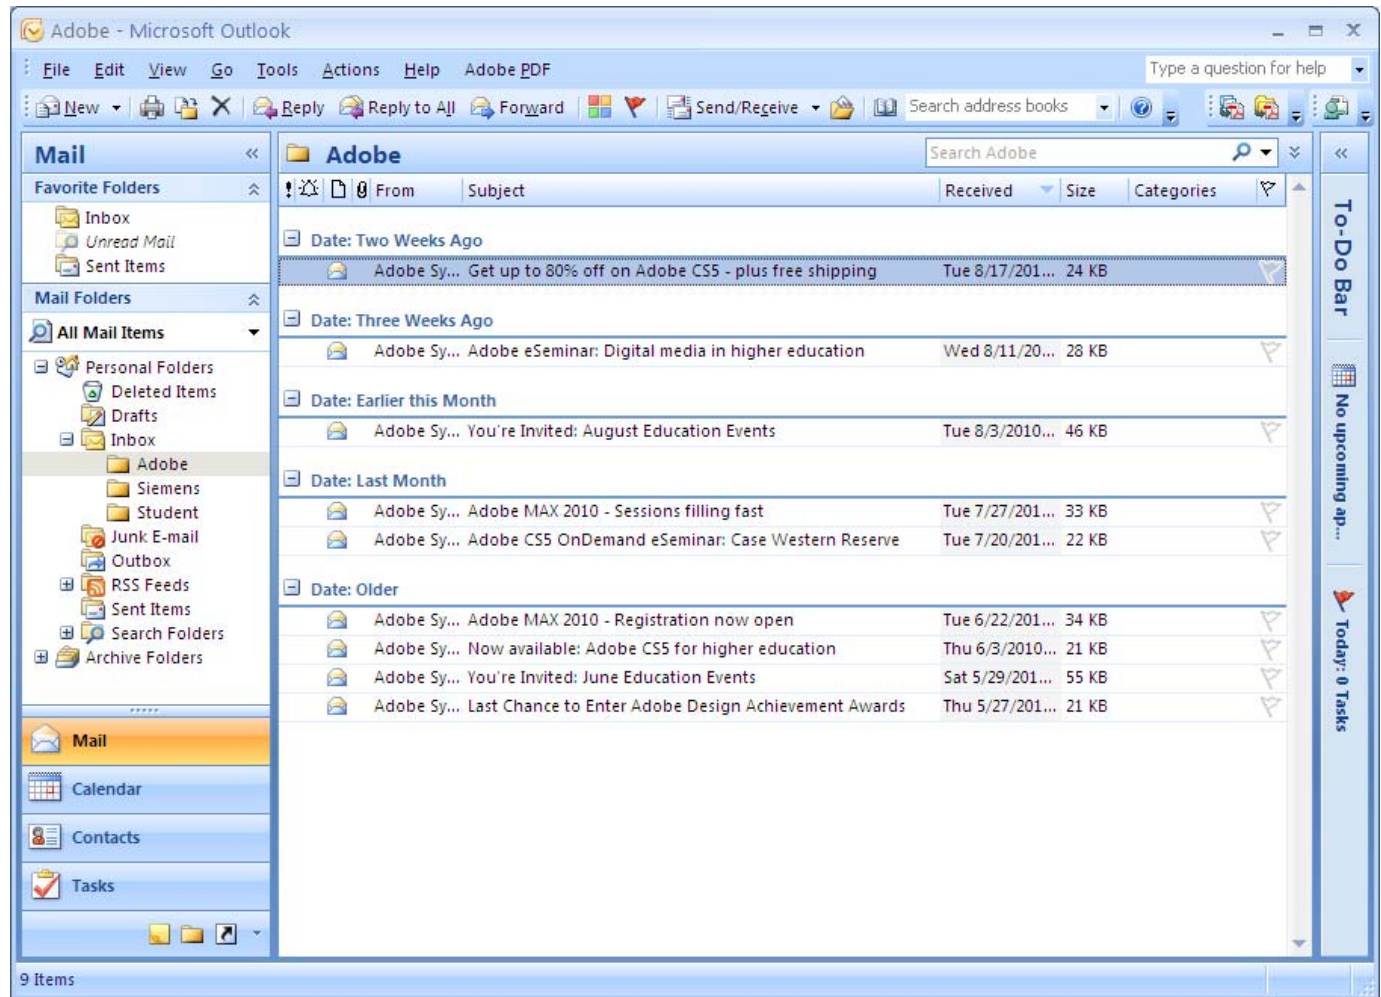 Adobe - Microsoft Outlook
File Edit View Go Tools Actions Help Adobe PDF Type a question for help
New Reply Reply to All Forward Send/Receive Search address books
Mail
Favorite Folders
Inbox
Unread Mail
Sent Items
Mail Folders
All Mail Items
Personal Folders
Deleted Items
Drafts
Inbox
Adobe
Siemens
Student
Junk E-mail
Outbox
RSS Feeds
Sent Items
Search Folders
Archive Folders
Mail
Calendar
Contacts
Tasks
Adobe Search Adobe
From Subject Received Size Categories
Date: Two Weeks Ago
Adobe Sy... Get up to 80% off on Adobe CS5 - plus free shipping Tue 8/17/201... 24 KB
Date: Three Weeks Ago
Adobe Sy... Adobe eSeminar: Digital media in higher education Wed 8/11/20... 28 KB
Date: Earlier this Month
Adobe Sy... You're Invited: August Education Events Tue 8/3/2010... 46 KB
Date: Last Month
Adobe Sy... Adobe MAX 2010 - Sessions filling fast Tue 7/27/201... 33 KB
Adobe Sy... Adobe CS5 OnDemand eSeminar: Case Western Reserve Tue 7/20/201... 22 KB
Date: Older
Adobe Sy... Adobe MAX 2010 - Registration now open Tue 6/22/201... 34 KB
Adobe Sy... Now available: Adobe CS5 for higher education Thu 6/3/2010... 21 KB
Adobe Sy... You're Invited: June Education Events Sat 5/29/201... 55 KB
Adobe Sy... Last Chance to Enter Adobe Design Achievement Awards Thu 5/27/201... 21 KB
To-Do Bar
No upcoming ap...
Today: 0 Tasks
9 Items